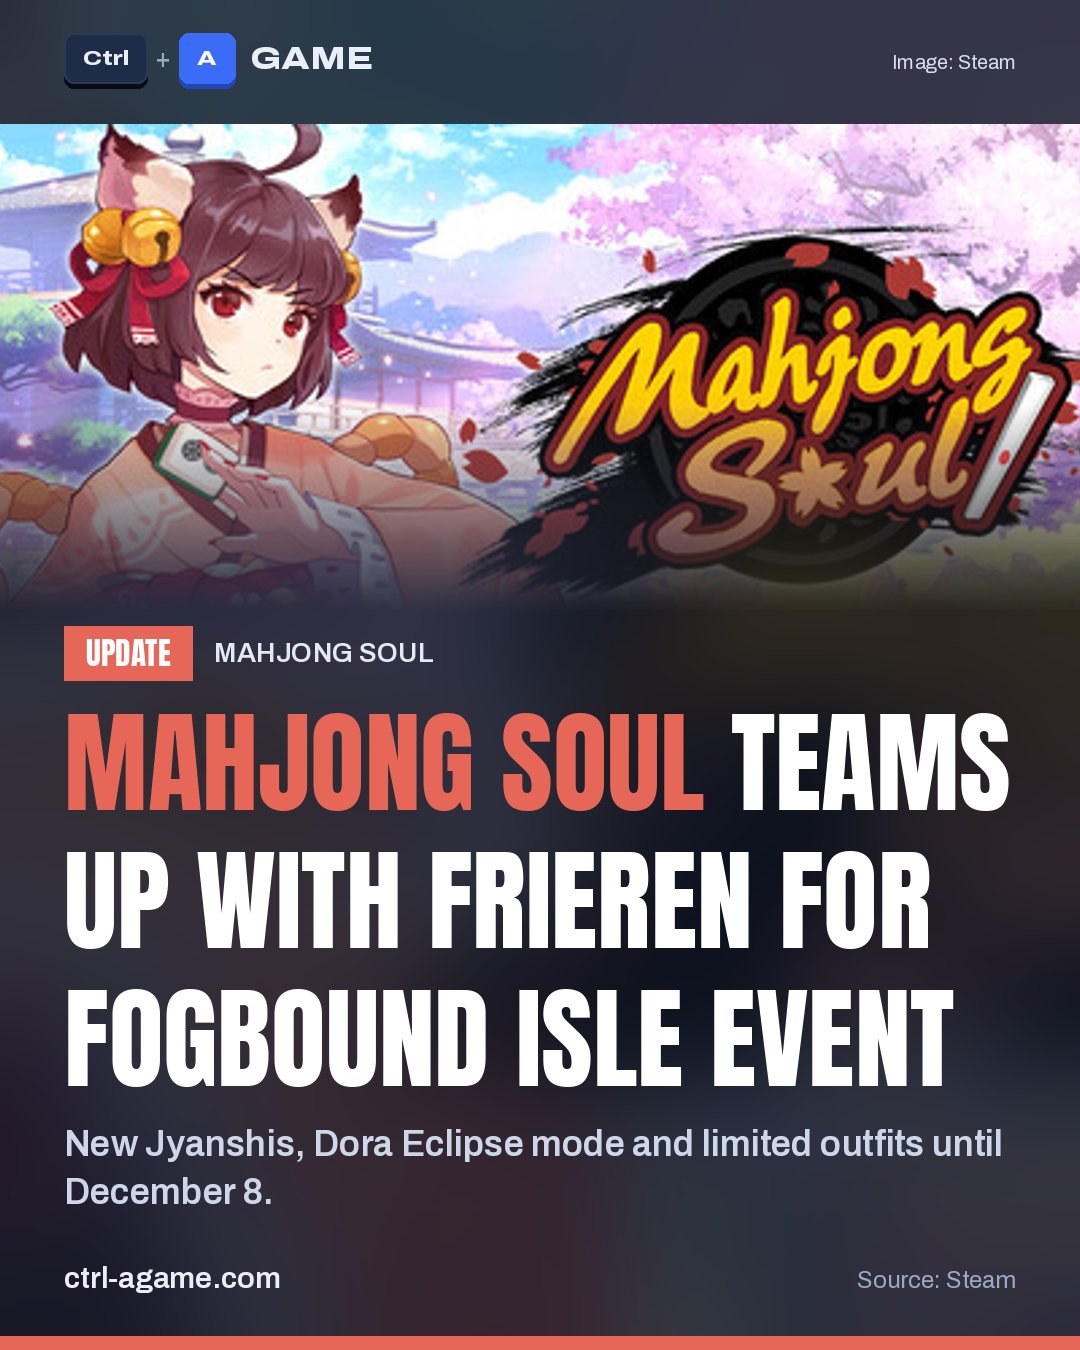 Ctrl + A GAME
Image: Steam
Mahjong
Soul
UPDATE MAHJONG SOUL
MAHJONG SOUL TEAMS
UP WITH FRIEREN FOR
FOGBOUND ISLE EVENT
New Jyanshis, Dora Eclipse mode and limited outfits until
December 8.
ctrl-agame.com
Source: Steam